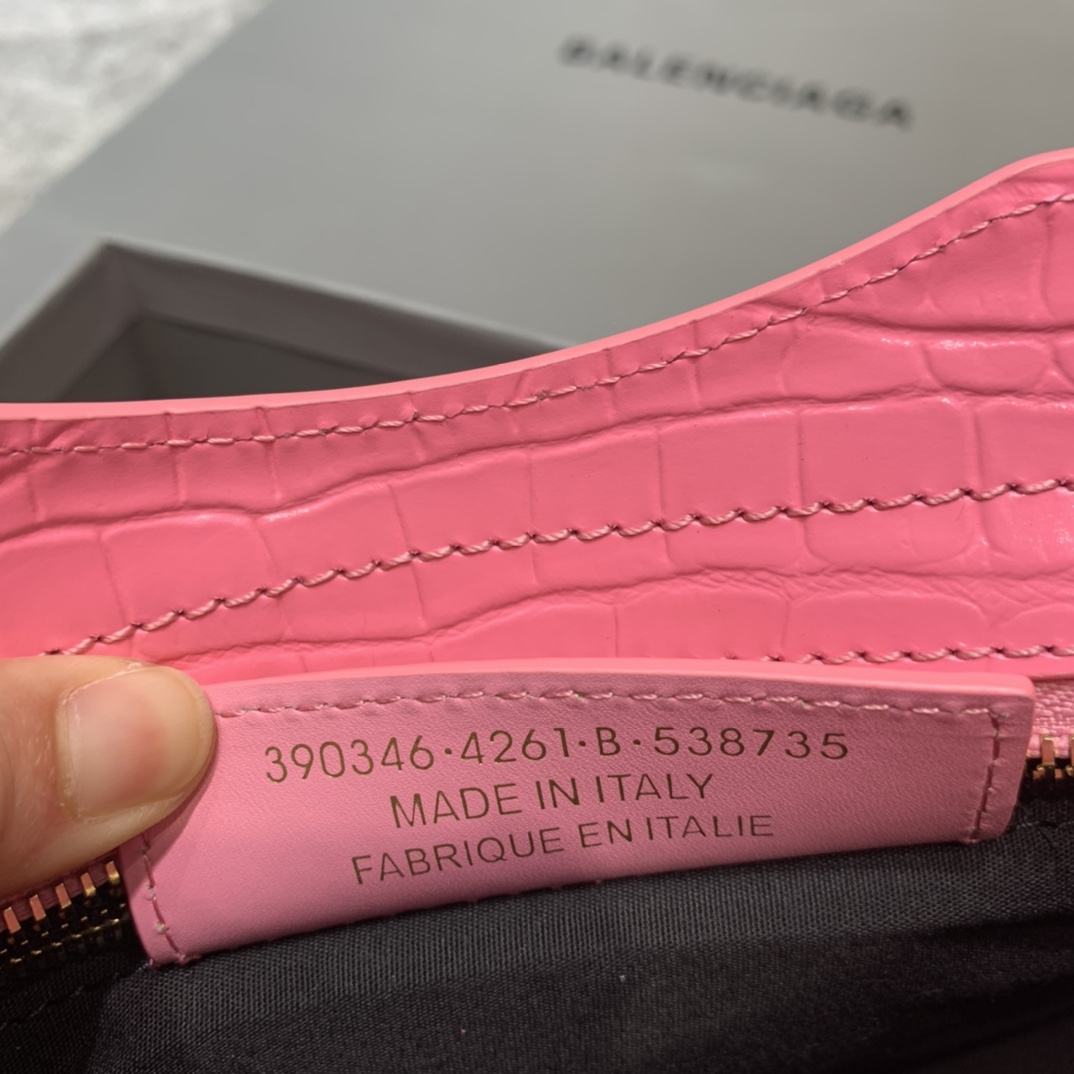 BALENCIAGA
390346·4261·B·538735
MADE IN ITALY
FABRIQUE EN ITALIE